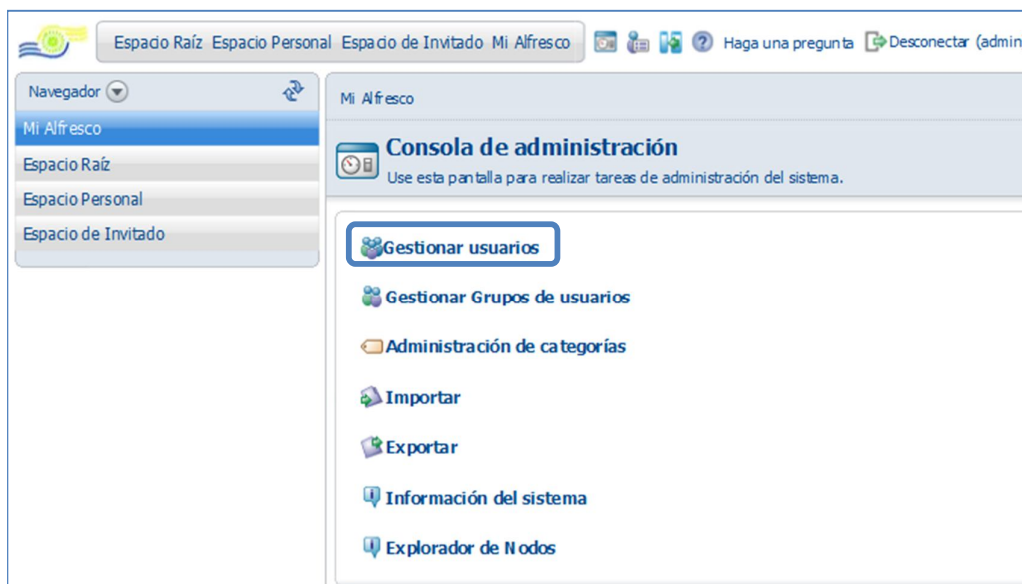 Espacio Raíz Espacio Personal Espacio de Invitado Mi Alfresco Haga una pregunta Desconectar (admin
Navegador
Mi Alfresco
Espacio Raíz
Espacio Personal
Espacio de Invitado
Mi Alfresco
Consola de administración
Use esta pantalla para realizar tareas de administración del sistema.
Gestionar usuarios
Gestionar Grupos de usuarios
Administración de categorías
Importar
Exportar
Información del sistema
Explorador de Nodos